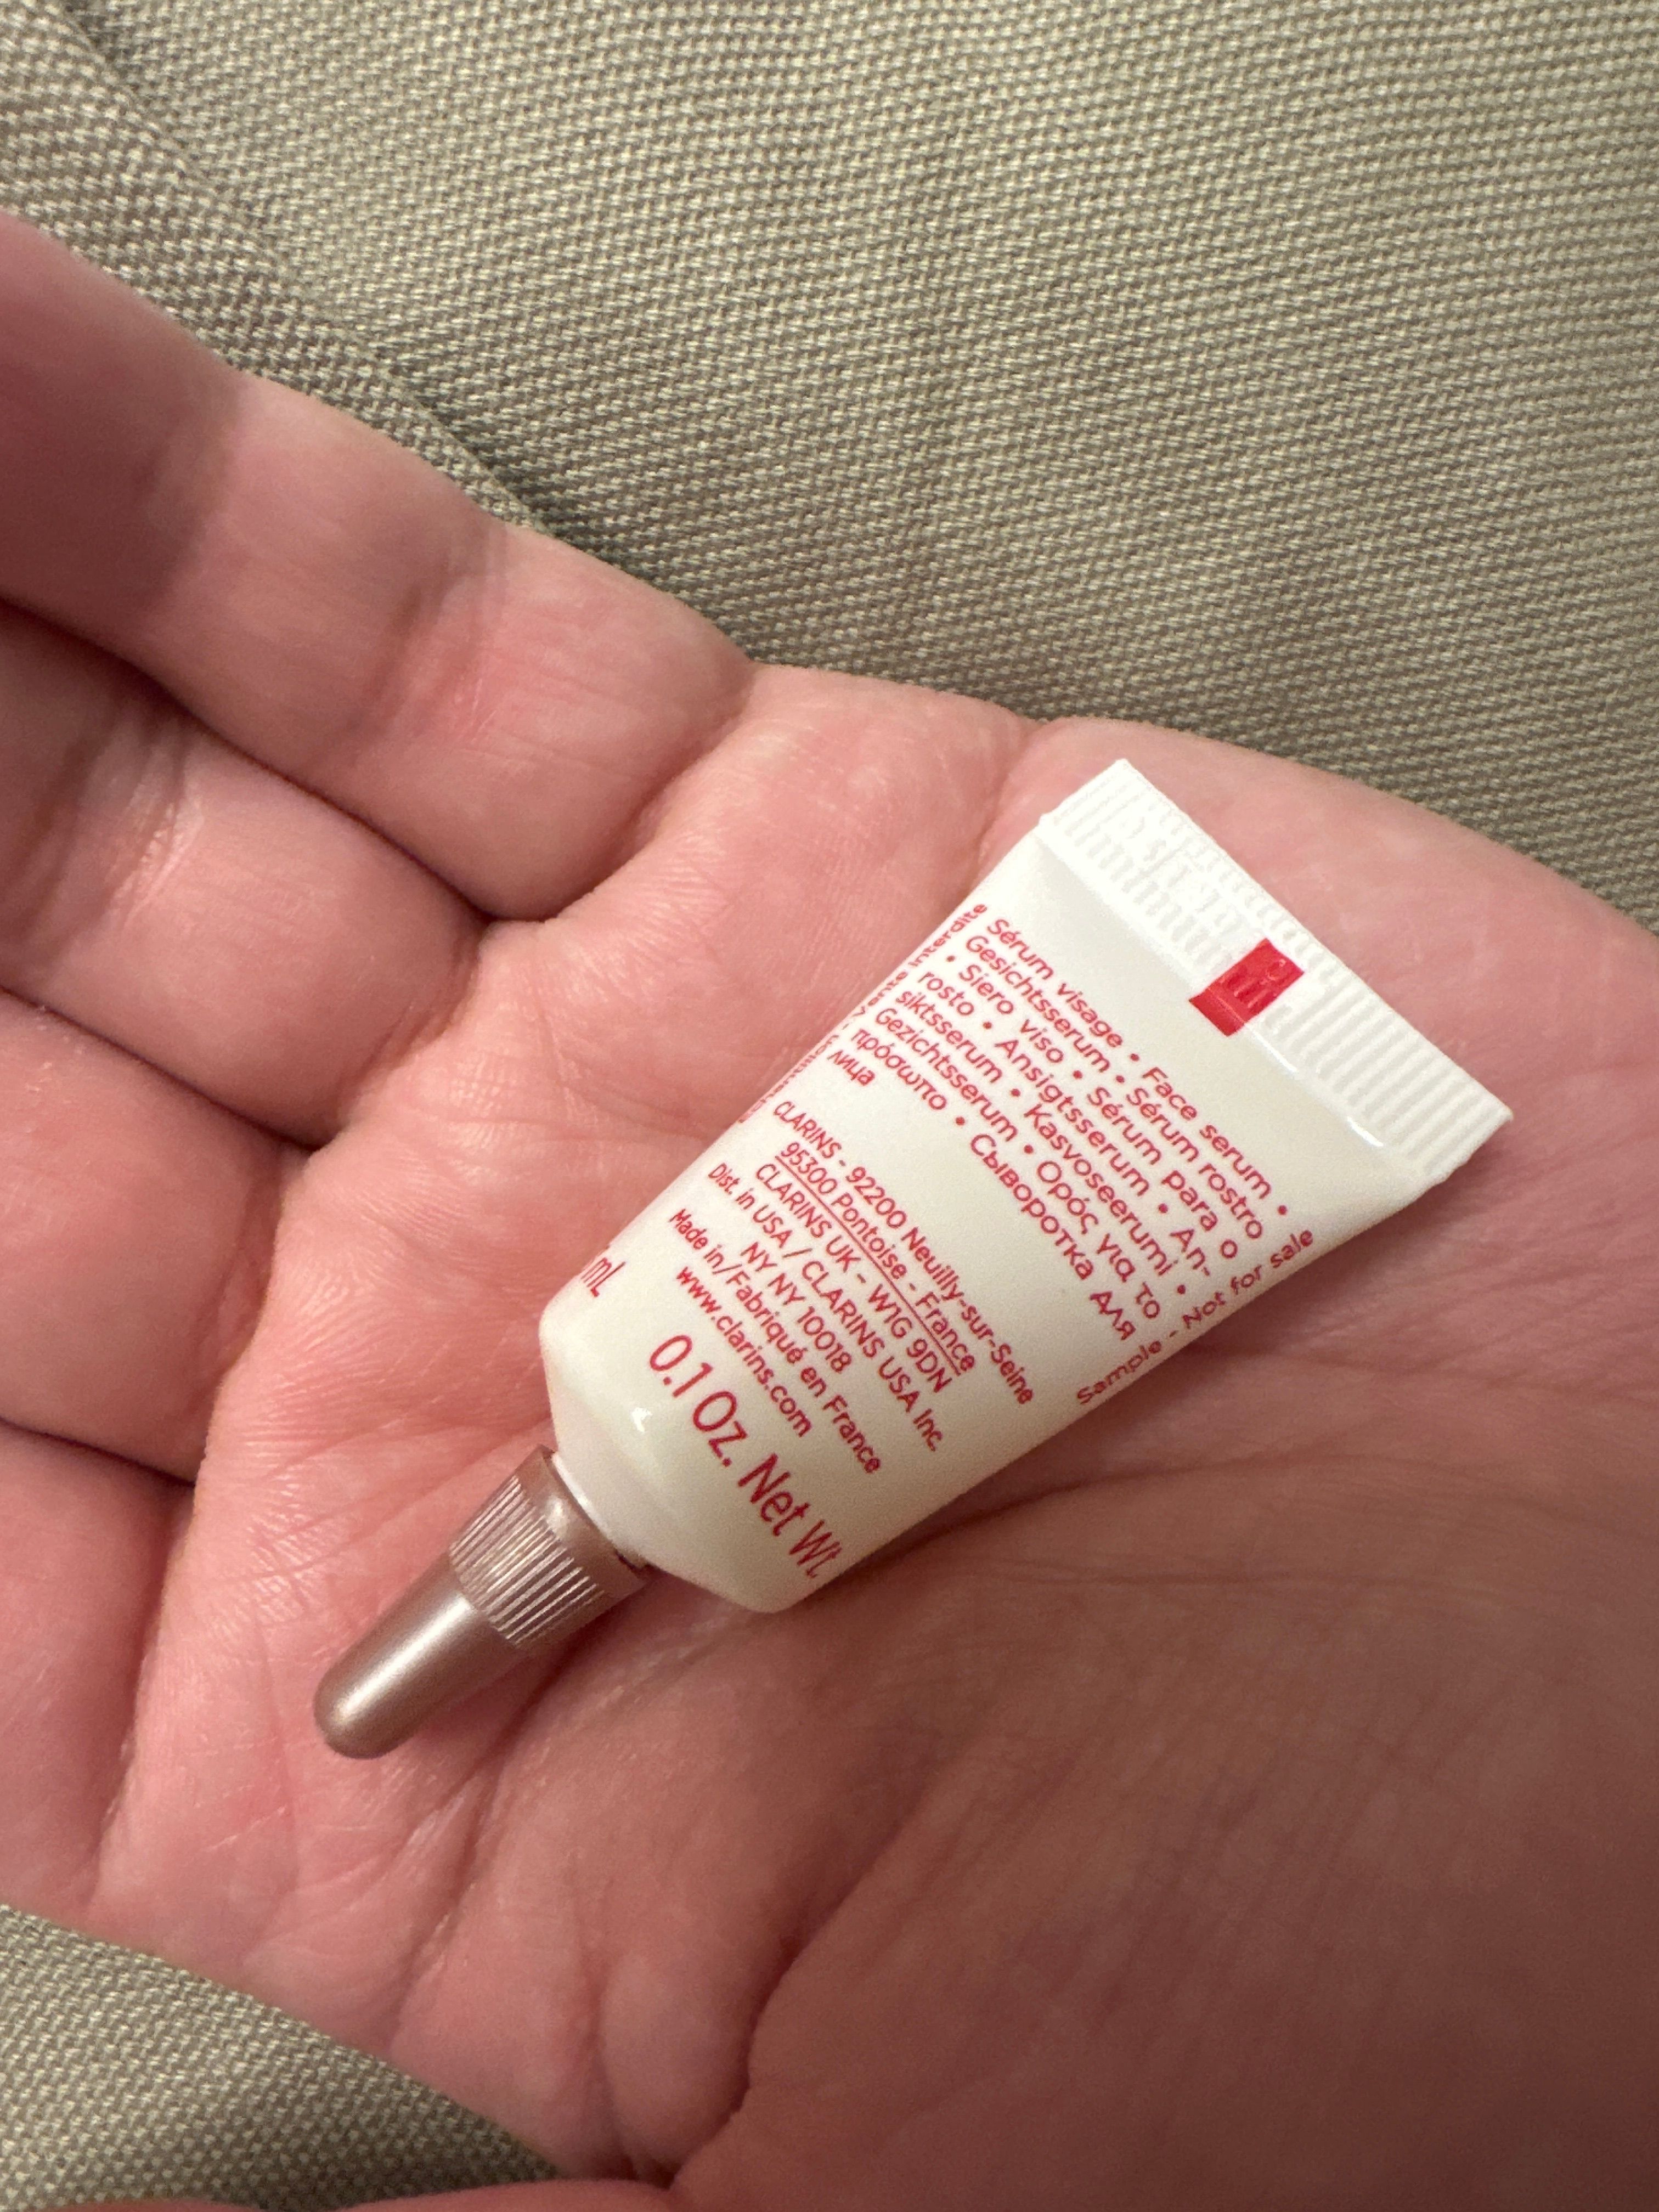 Sérum visage • Face serum •
Gesichtsserum • Sérum rostro
• Siero viso • Sérum para o
rosto • Ansigtsserum • An-
siktsserum • Kasvoseerumi •
Gezichtsserum • Ορός για το
πρόσωπο • Сыворотка для
лица
CLARINS - 92200 Neuilly-sur-Seine
95300 Pontoise - France
CLARINS UK - W1G 9DN
Dist. in USA / CLARINS USA Inc.
NY NY 10018
Made in/Fabriqué en France
www.clarins.com
mL
0.1 Oz. Net Wt.
Sample - Not for sale
Vente interdite